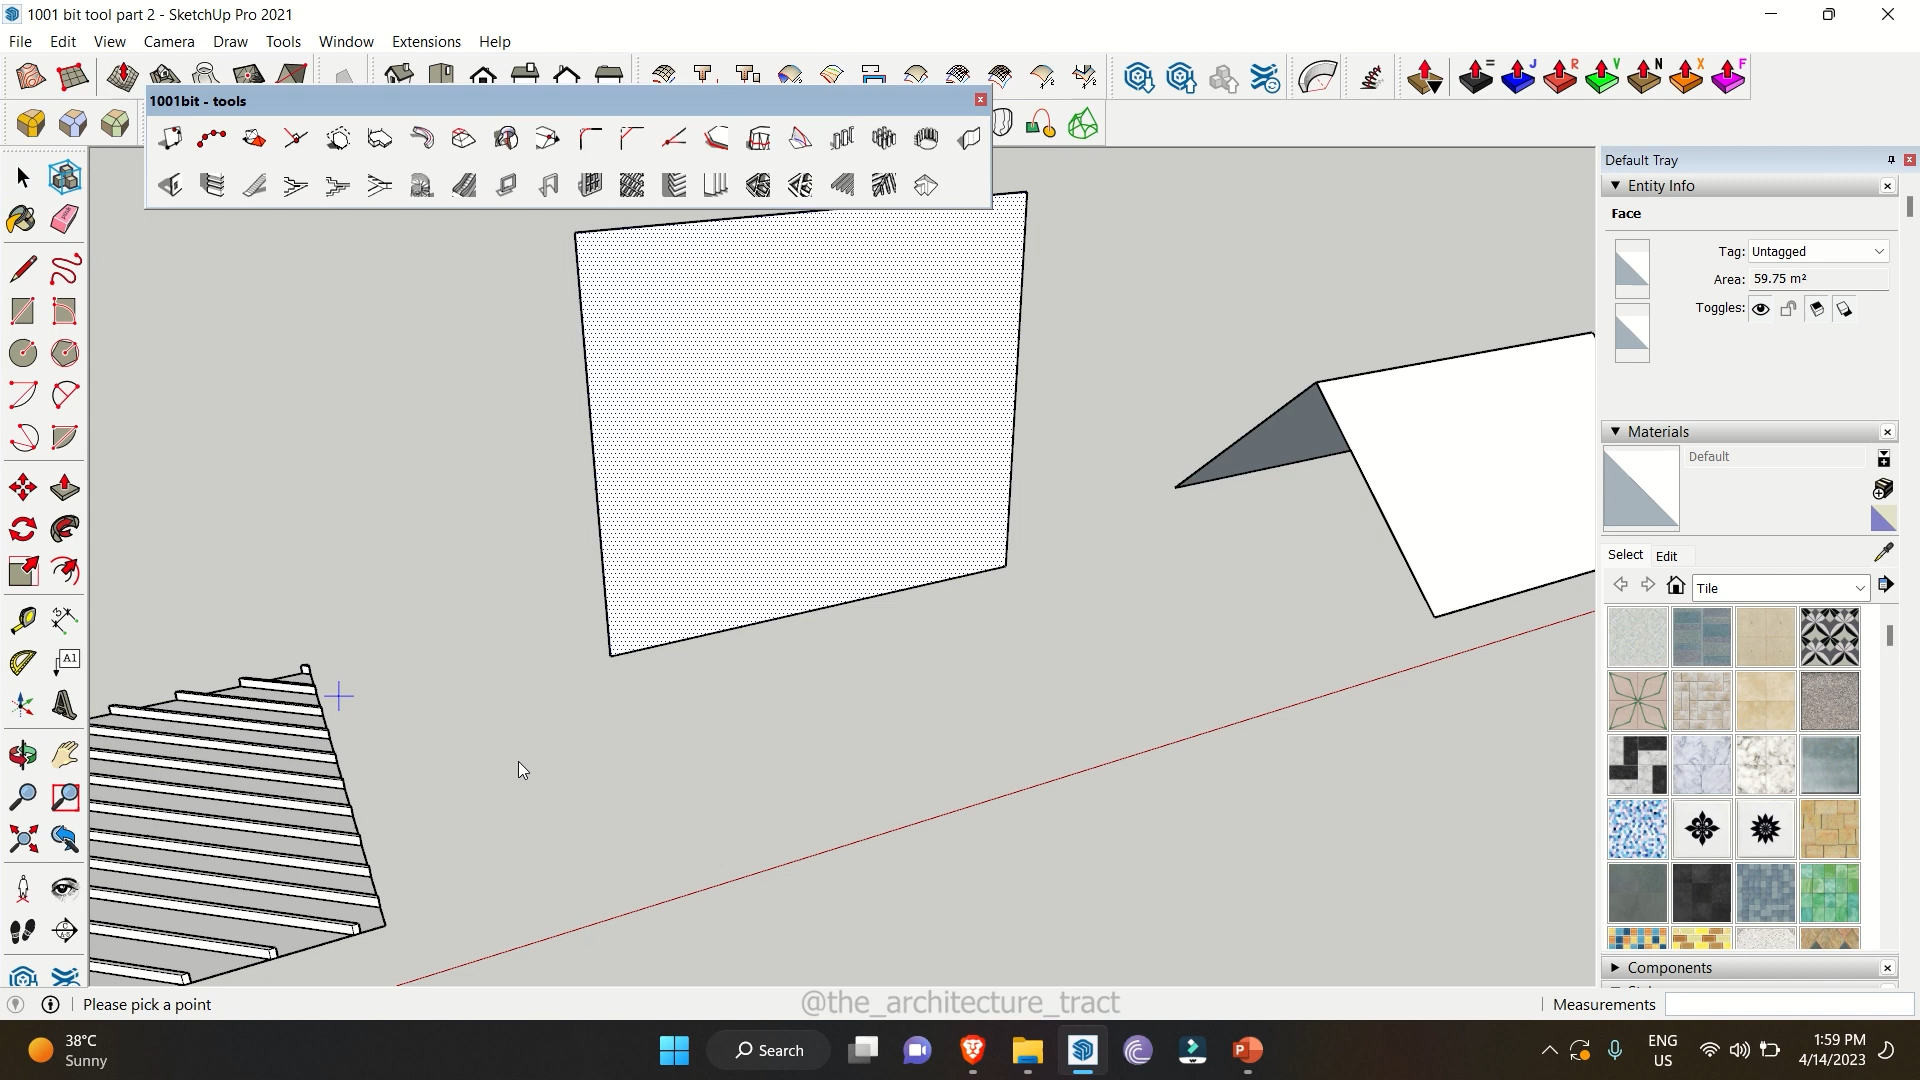 1001 bit tool part 2 - SketchUp Pro 2021
File Edit View Camera Draw Tools Window Extensions Help
= J R V N X F
1001bit - tools
Default Tray
Entity Info
Face
Tag: Untagged
Area: 59.75 m²
Toggles:
Materials
Default
Select Edit
Tile
A1
Components
Please pick a point
@the_architecture_tract
Measurements
38°C
Sunny
Search
ENG
US
1:59 PM
4/14/2023